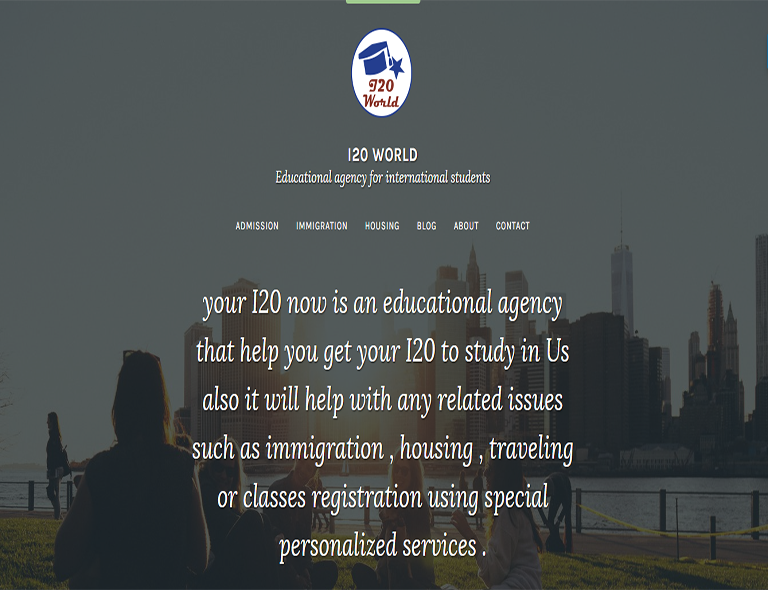 I20
World
I20 WORLD
Educational agency for international students
ADMISSION IMMIGRATION HOUSING BLOG ABOUT CONTACT
your I20 now is an educational agency
that help you get your I20 to study in Us
also it will help with any related issues
such as immigration , housing , traveling
or classes registration using special
personalized services .